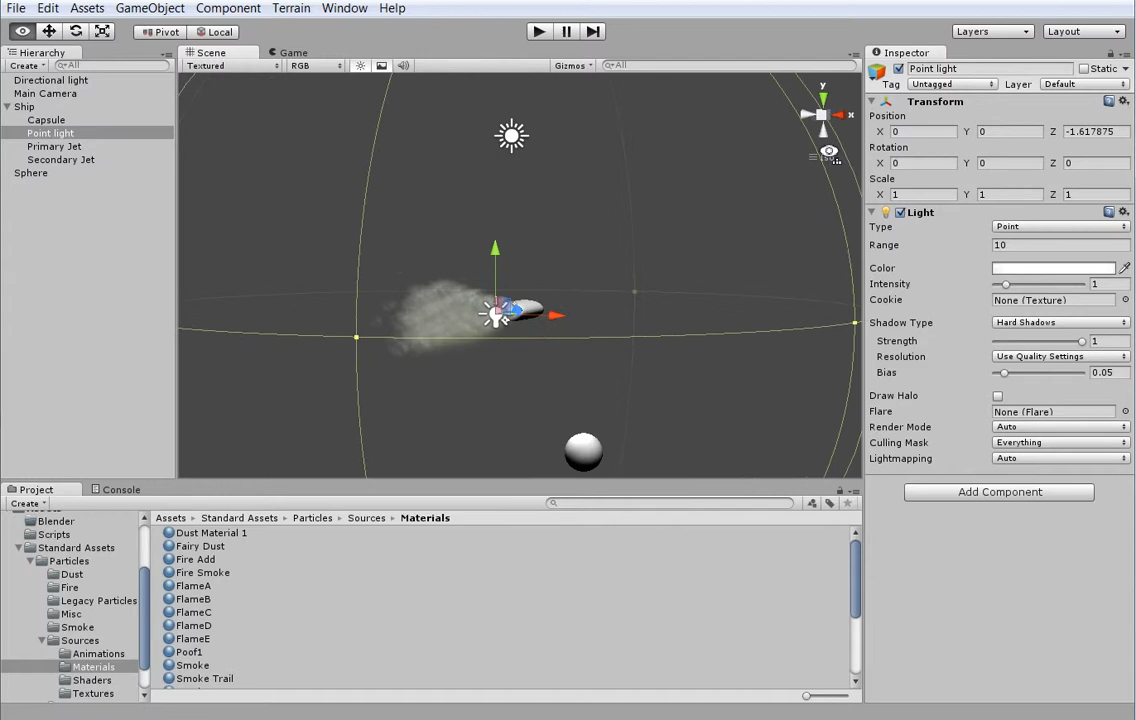 File Edit Assets GameObject Component Terrain Window Help
Pivot Local Layers Layout
Hierarchy
Create All
Directional light
Main Camera
Ship
Capsule
Point light
Primary Jet
Secondary Jet
Sphere
Scene Game
Textured RGB Gizmos All
y
x
Inspector
Point light Static
Tag Untagged Layer Default
Transform
Position
X 0 Y 0 Z -1.617875
Rotation
X 0 Y 0 Z 0
Scale
X 1 Y 1 Z 1
Light
Type Point
Range 10
Color
Intensity 1
Cookie None (Texture)
Shadow Type Hard Shadows
Strength 1
Resolution Use Quality Settings
Bias 0.05
Draw Halo
Flare None (Flare)
Render Mode Auto
Culling Mask Everything
Lightmapping Auto
Add Component
Project Console
Create
Blender
Scripts
Standard Assets
Particles
Dust
Fire
Legacy Particles
Misc
Smoke
Sources
Animations
Materials
Shaders
Textures
Assets Standard Assets Particles Sources Materials
Dust Material 1
Fairy Dust
Fire Add
Fire Smoke
FlameA
FlameB
FlameC
FlameD
FlameE
Poof1
Smoke
Smoke Trail